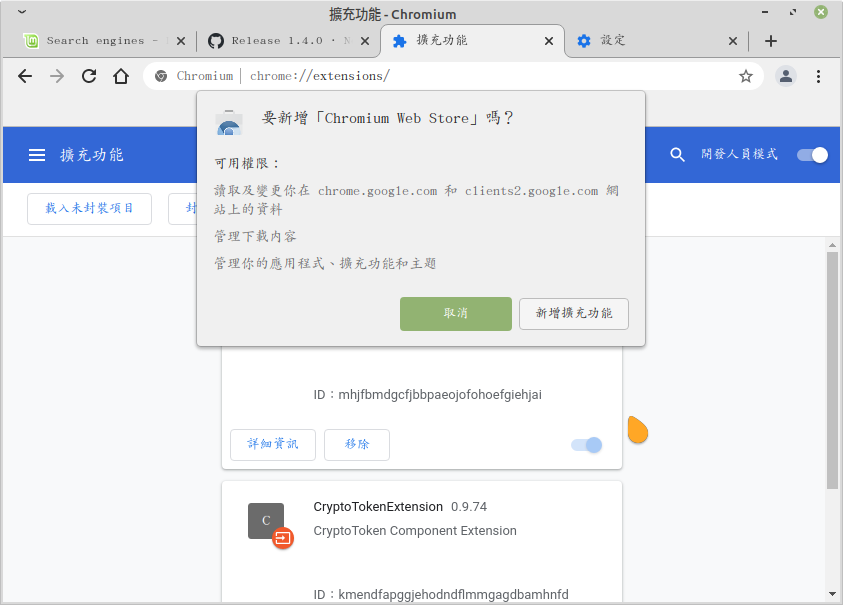 擴充功能 - Chromium
Search engines -
Release 1.4.0 ·
擴充功能
設定
Chromium
chrome://extensions/
要新增「Chromium Web Store」嗎？
可用權限：
讀取及變更你在 chrome.google.com 和 clients2.google.com 網
站上的資料
管理下載內容
管理你的應用程式、擴充功能和主題
取消
新增擴充功能
擴充功能
開發人員模式
載入未封裝項目
封
ID：mhjfbmdgcfjbbpaeojofohoefgiehjai
詳細資訊
移除
C
CryptoTokenExtension 0.9.74
CryptoToken Component Extension
ID：kmendfapggjehodndflmmgagdbamhnfd